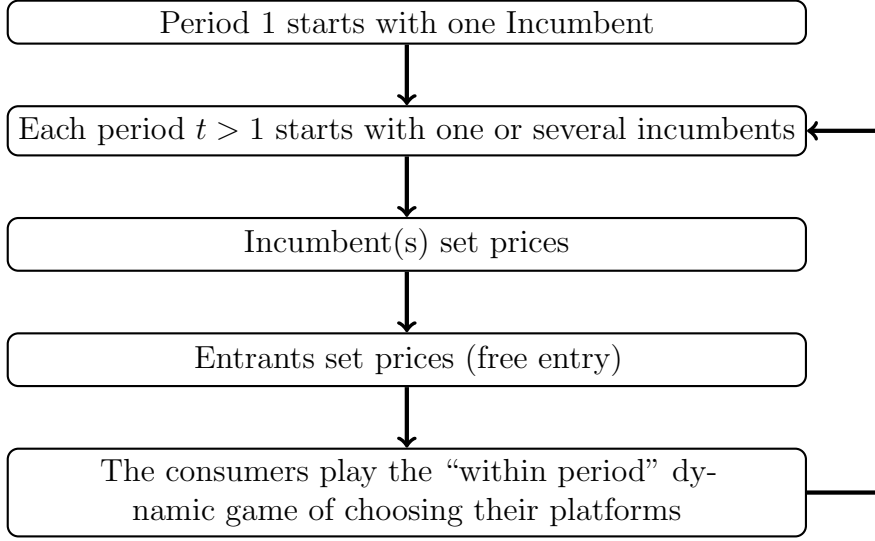 Period 1 starts with one Incumbent
Each period t > 1 starts with one or several incumbents
Incumbent(s) set prices
Entrants set prices (free entry)
The consumers play the “within period” dy-
namic game of choosing their platforms